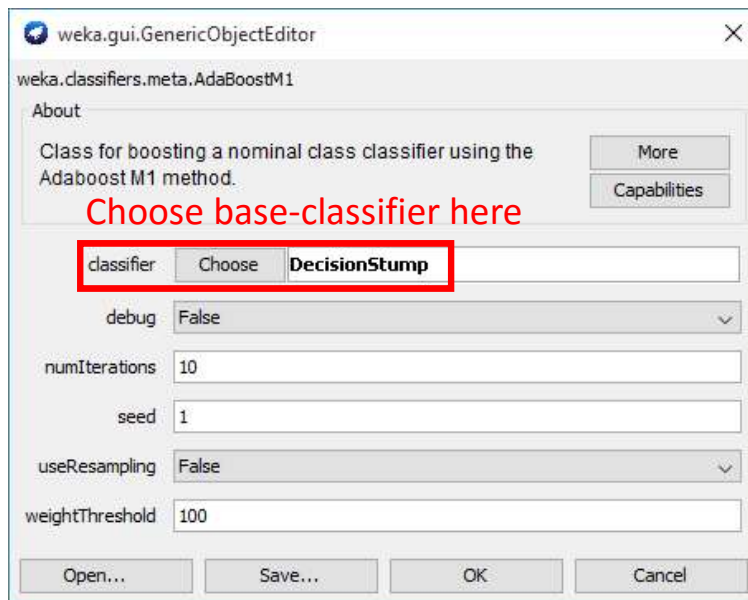 weka.gui.GenericObjectEditor
weka.classifiers.meta.AdaBoostM1
About
Class for boosting a nominal class classifier using the
Adaboost M1 method.
More
Capabilities
Choose base-classifier here
classifier Choose DecisionStump
debug False
numIterations 10
seed 1
useResampling False
weightThreshold 100
Open... Save... OK Cancel